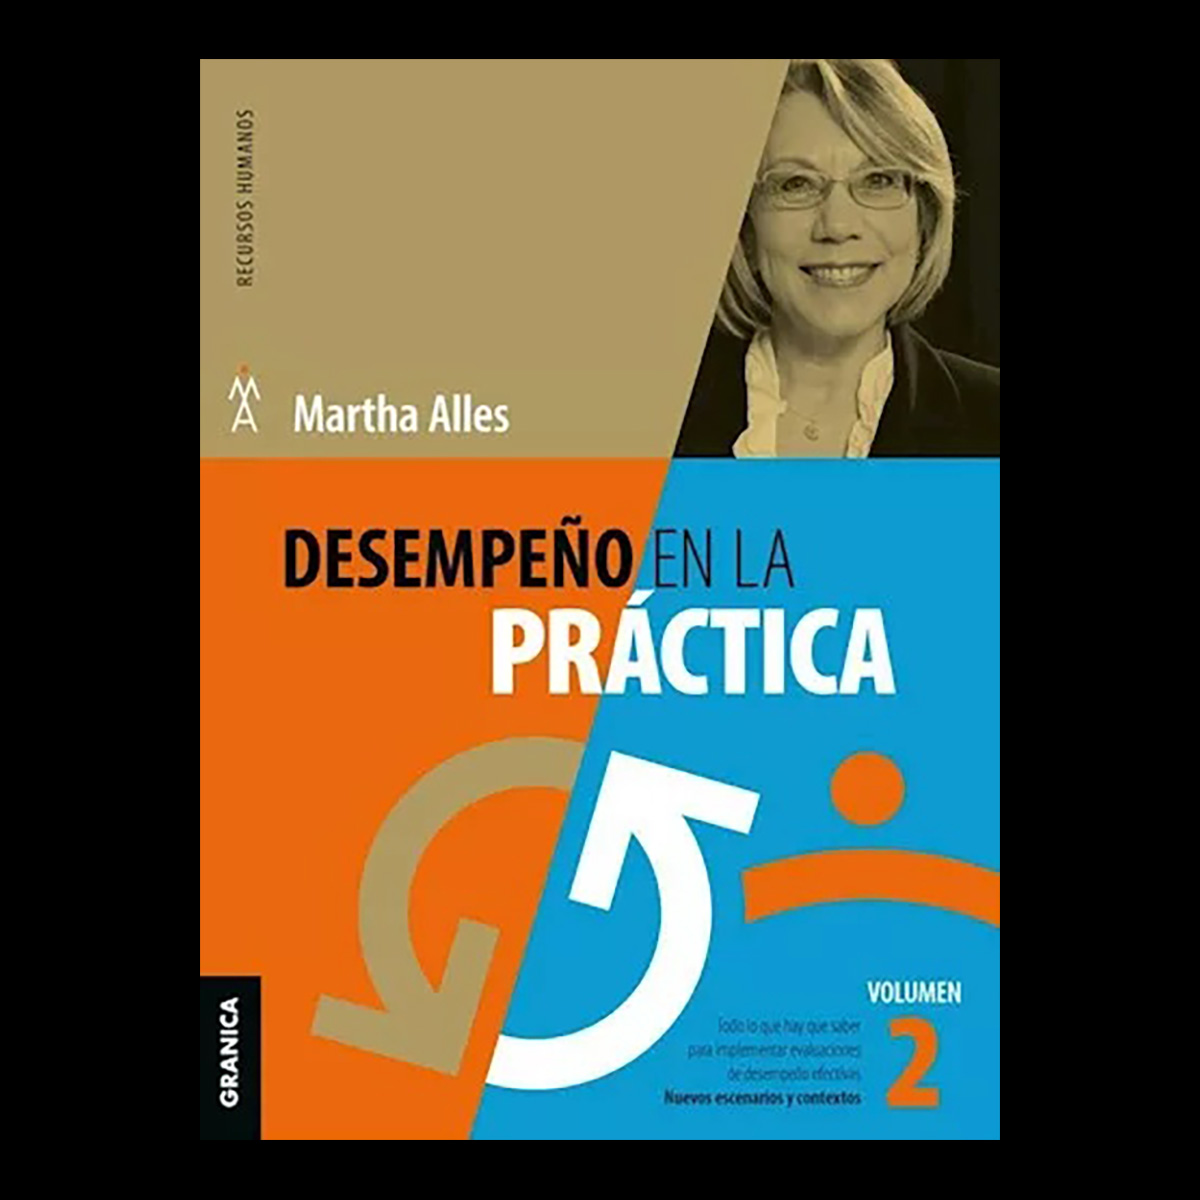 RECURSOS HUMANOS
MA
Martha Alles
DESEMPEÑO EN LA
PRÁCTICA
VOLUMEN
2
Todo lo que hay que saber
para implementar evaluaciones
de desempeño efectivas
Nuevos escenarios y contextos
GRANICA